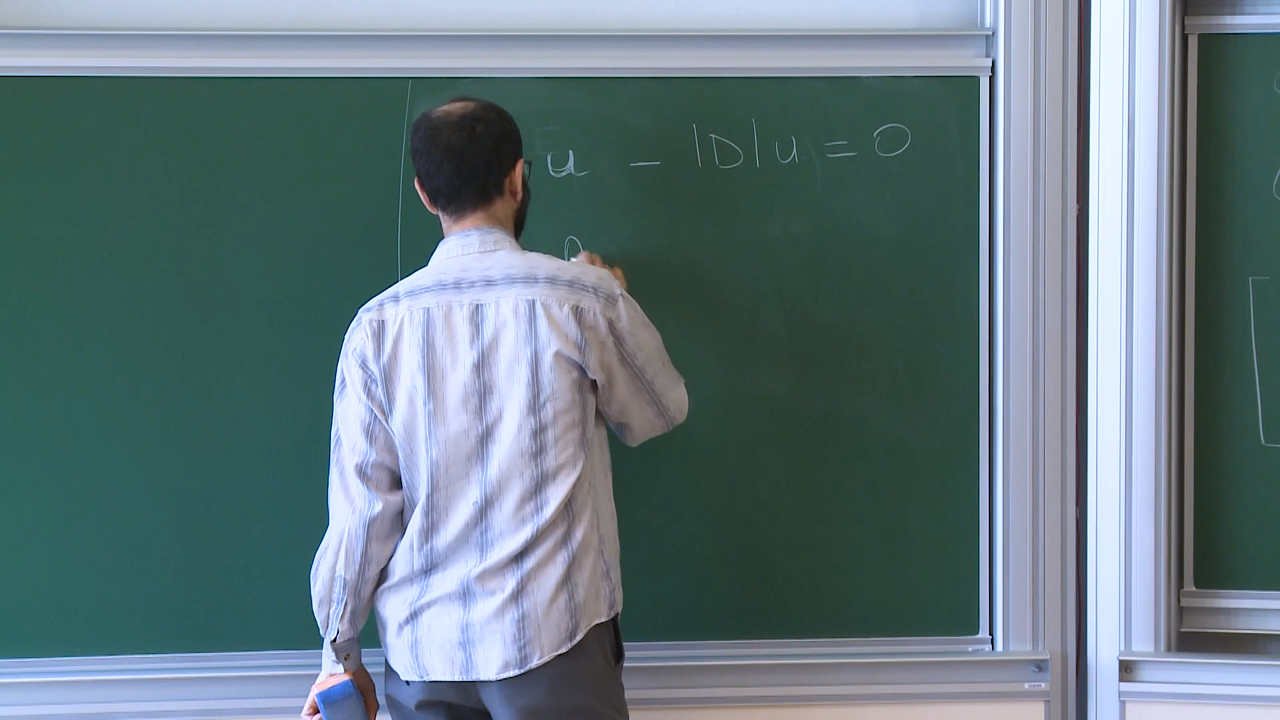 u - |D| u = 0